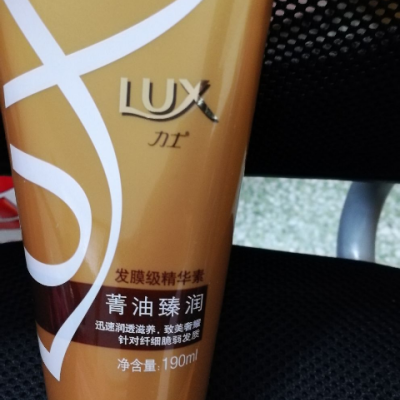 LUX
力士
发膜级精华素
菁油臻润
迅速润透滋养,致美奢耀
针对纤细脆弱发质
净含量:190ml